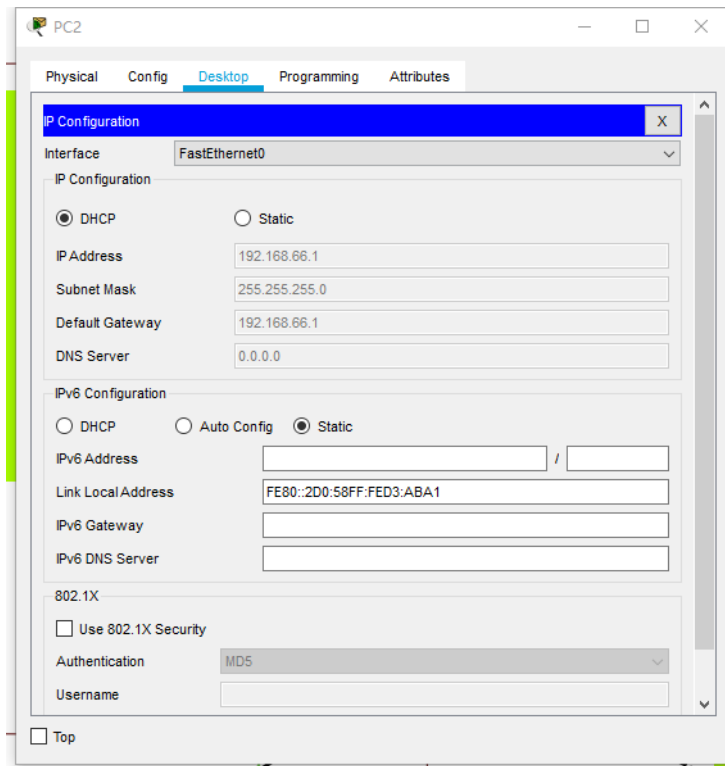 PC2
Physical Config Desktop Programming Attributes
IP Configuration X
Interface FastEthernet0
IP Configuration
DHCP Static
IP Address 192.168.66.1
Subnet Mask 255.255.255.0
Default Gateway 192.168.66.1
DNS Server 0.0.0.0
IPv6 Configuration
DHCP Auto Config Static
IPv6 Address /
Link Local Address FE80::2D0:58FF:FED3:ABA1
IPv6 Gateway
IPv6 DNS Server
802.1X
Use 802.1X Security
Authentication MD5
Username
Top